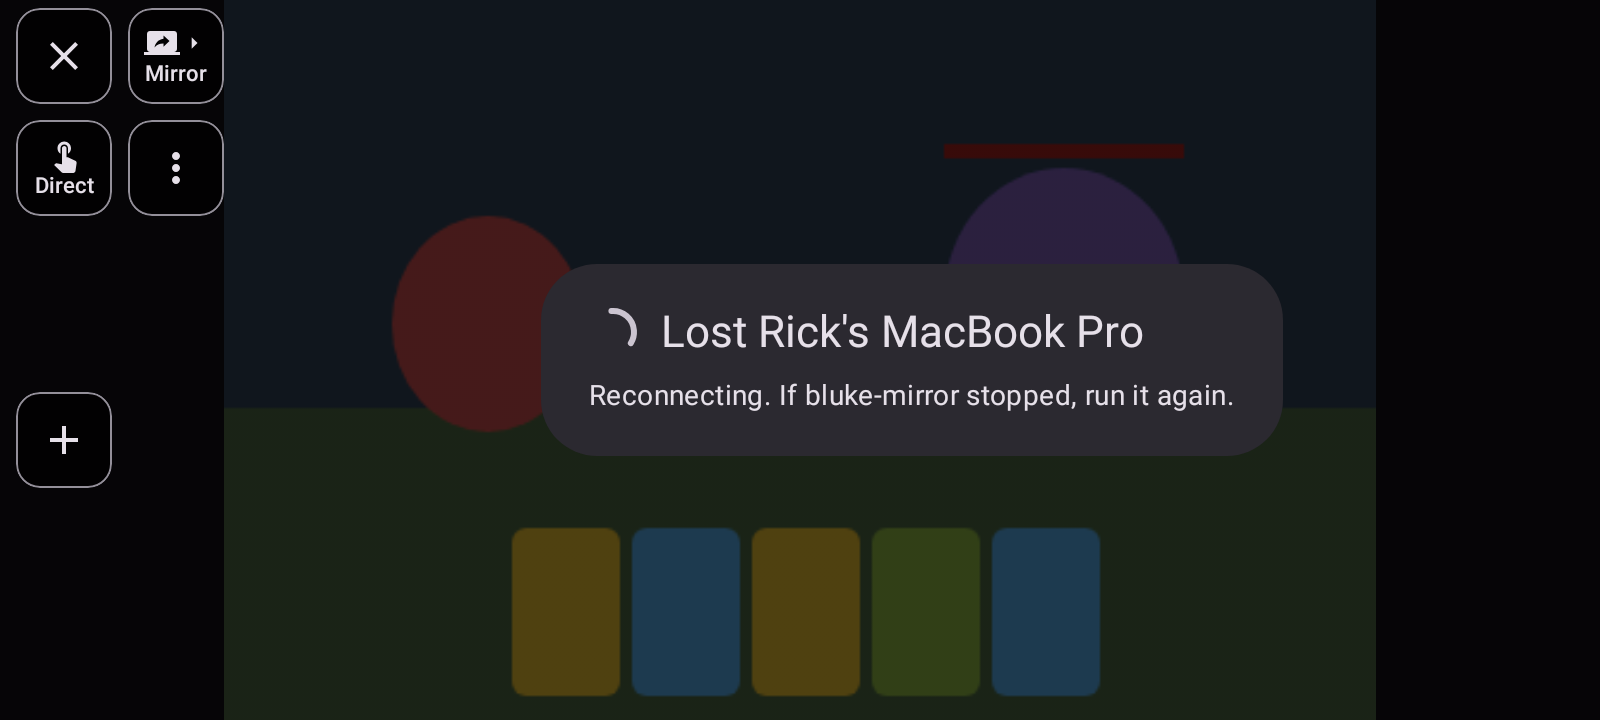 Mirror
Direct
Lost Rick's MacBook Pro
Reconnecting. If bluke-mirror stopped, run it again.